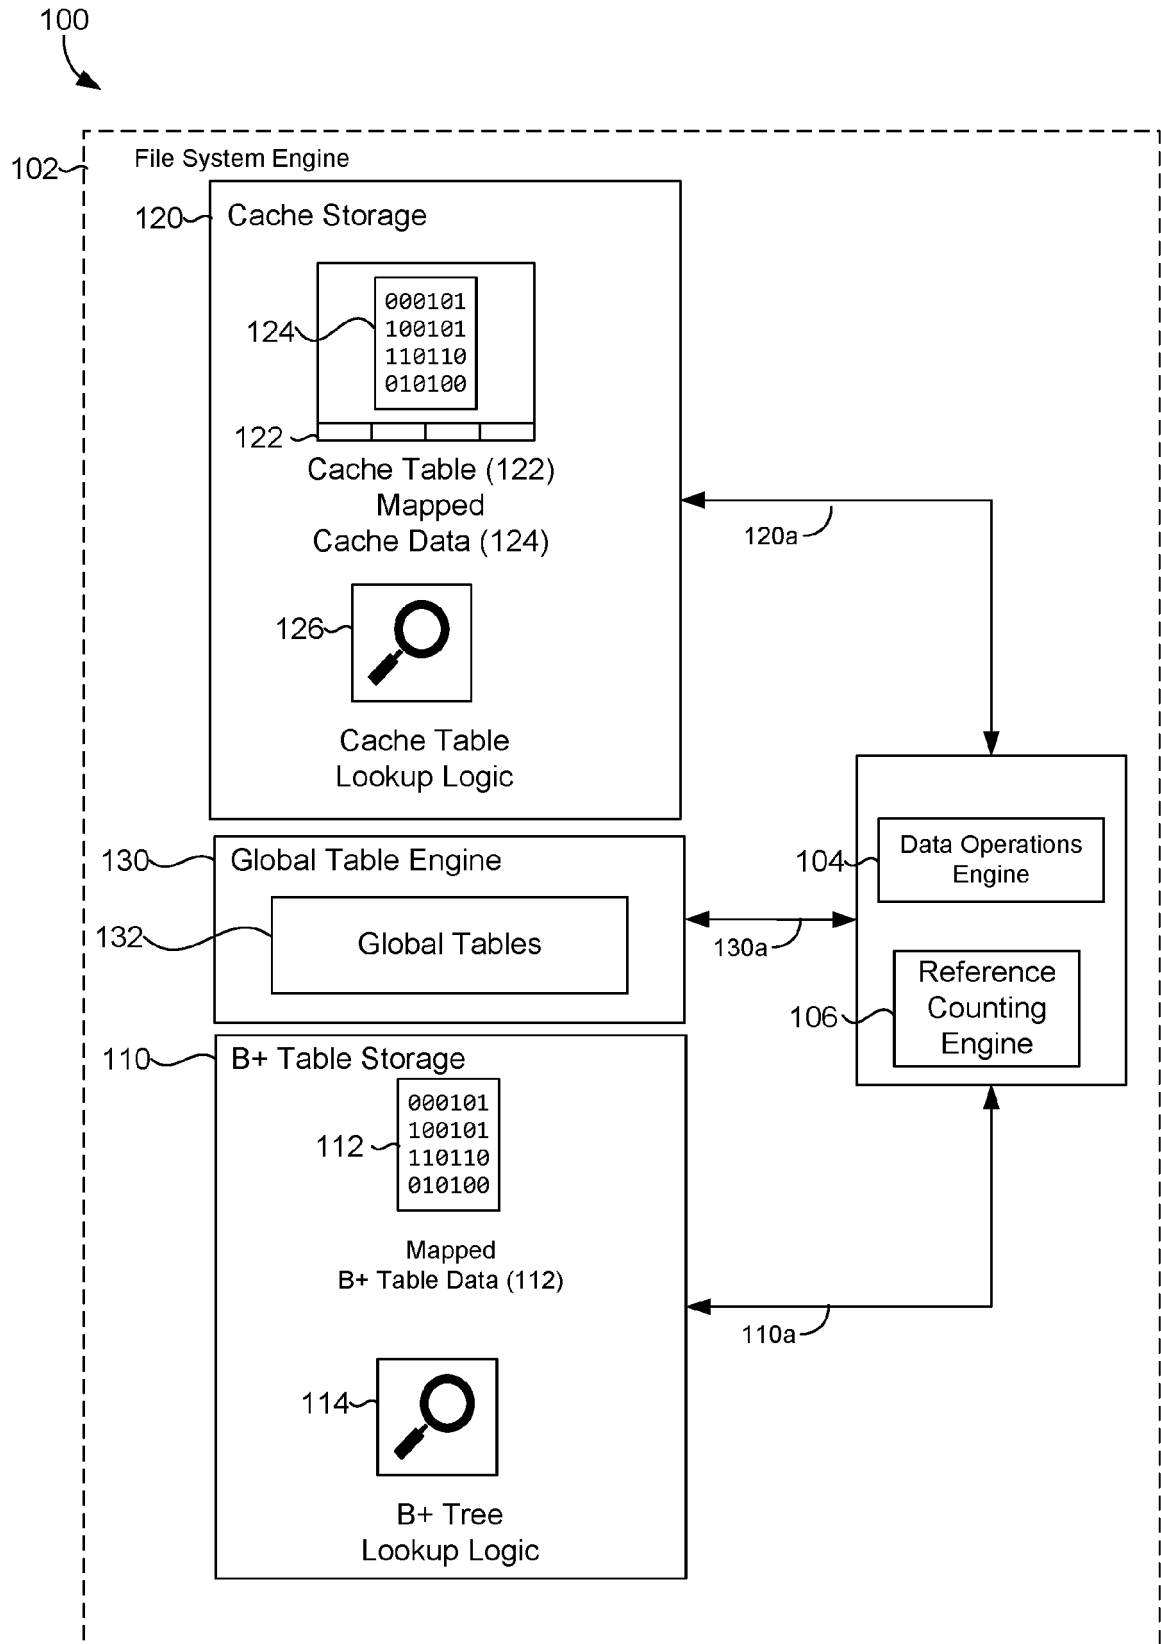 100
102
File System Engine
120
Cache Storage
124
000101
100101
110110
010100
122
Cache Table (122)
Mapped
Cache Data (124)
120a
126
Cache Table
Lookup Logic
130
Global Table Engine
132
Global Tables
130a
104
Data Operations
Engine
106
Reference
Counting
Engine
110
B+ Table Storage
112
000101
100101
110110
010100
Mapped
B+ Table Data (112)
110a
114
B+ Tree
Lookup Logic